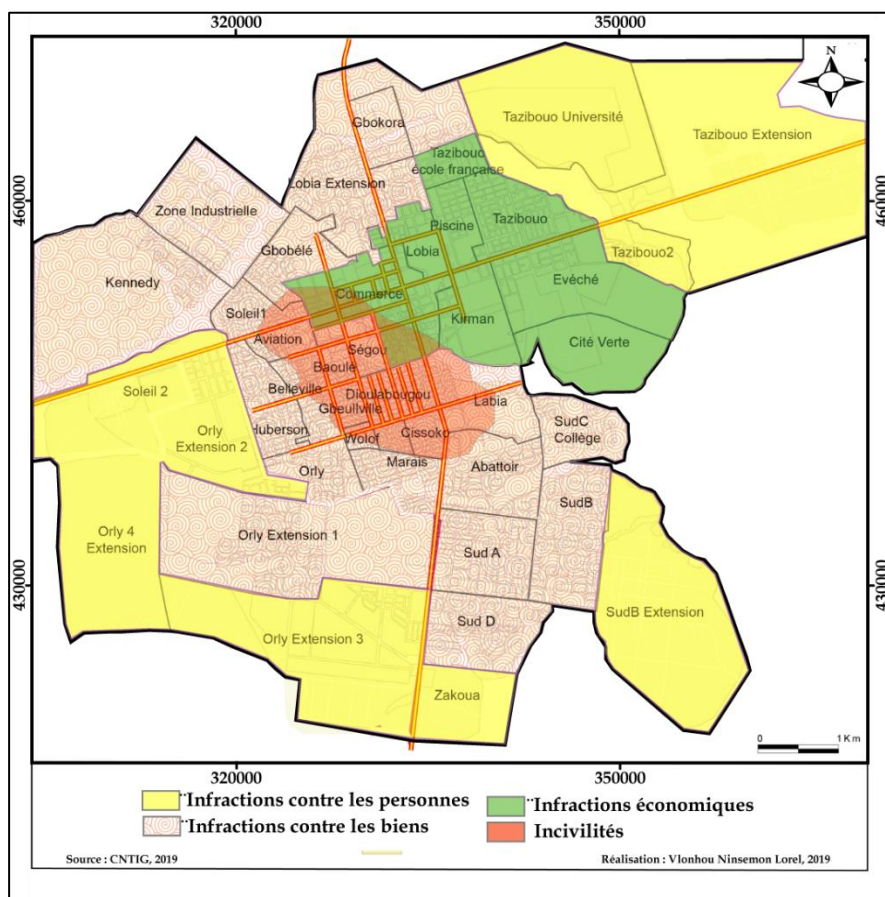 320000 350000
N
460000 460000
430000 430000
Gbokora
Tazibouo Université
Tazibouo Extension
Tazibouo
école française
Lobia Extension
Zone Industrielle
Piscine
Tazibouo
Gbobélé
Lobia
Tazibouo2
Kennedy
Evéché
Commerce
Soleil1
Kirman
Aviation
Ségou
Cité Verte
Baoulé
Soleil 2
Belleville
Dioulabougou
Gbeullville
Labia
Orly
Extension 2
Huberson
Wolof
Cissoko
SudC
Collège
Marais
Orly
Abattoir
SudB
Orly 4
Extension
Orly Extension 1
Sud A
SudB Extension
Sud D
Orly Extension 3
Zakoua
0 1 Km
320000 350000
¨Infractions contre les personnes
¨Infractions économiques
¨Infractions contre les biens
Incivilités
Source : CNTIG, 2019
Réalisation : Vlonhou Ninsemon Lorel, 2019